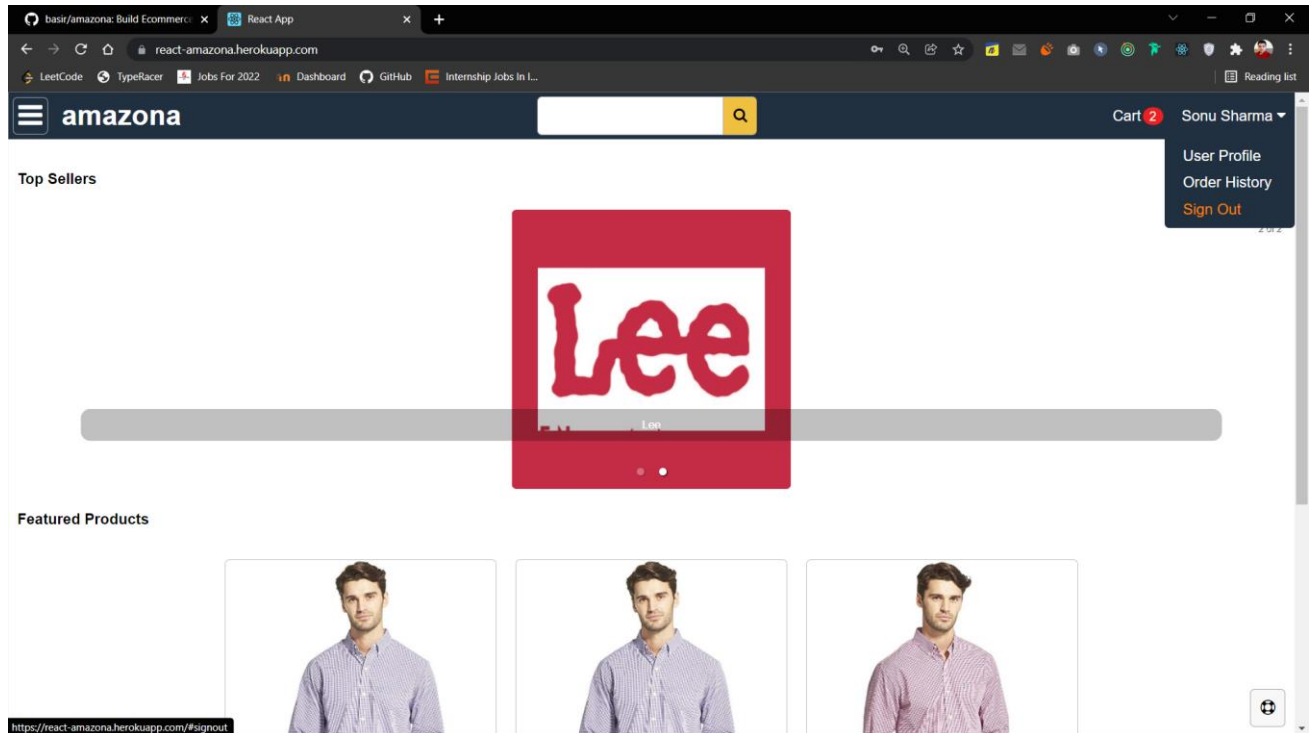 basir/amazona: Build Ecommerc
React App
react-amazona.herokuapp.com
LeetCode TypeRacer Jobs For 2022 Dashboard GitHub Internship Jobs In I...
Reading list
amazona
Cart 2 Sonu Sharma
User Profile
Order History
Sign Out
Top Sellers
2 of 2
Lee
Lee
Featured Products
https://react-amazona.herokuapp.com/#signout